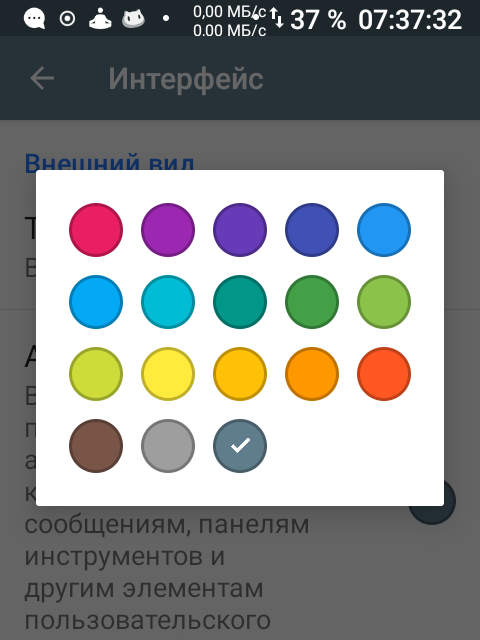 0,00 МБ/с
0.00 МБ/с
37 % 07:37:32
Интерфейс
Внешний вид
сообщениям, панелям
инструментов и
другим элементам
пользовательского